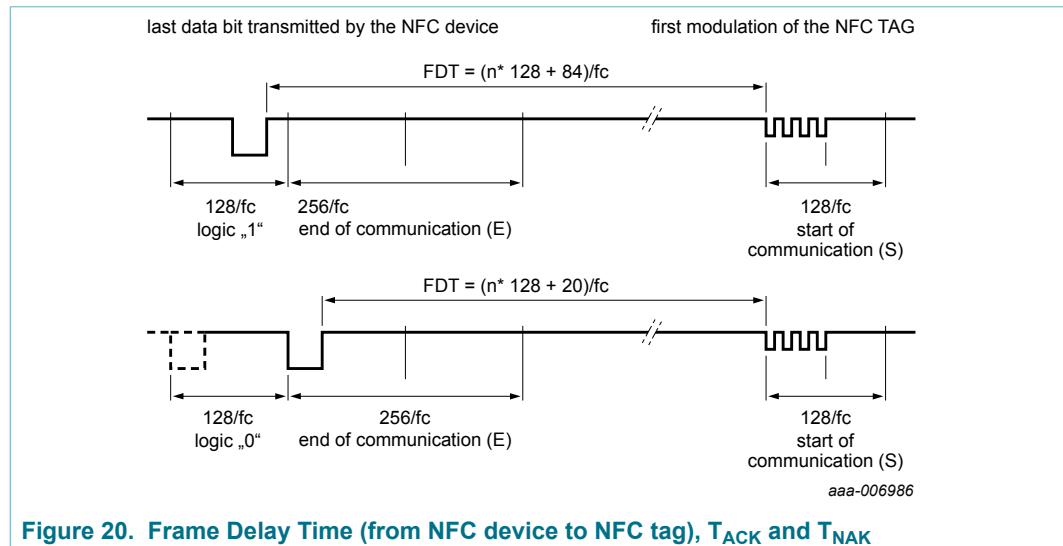 last data bit transmitted by the NFC device
first modulation of the NFC TAG
FDT = (n* 128 + 84)/fc
128/fc
logic „1“
256/fc
end of communication (E)
128/fc
start of
communication (S)
FDT = (n* 128 + 20)/fc
128/fc
logic „0“
256/fc
end of communication (E)
128/fc
start of
communication (S)
aaa-006986
Figure 20. Frame Delay Time (from NFC device to NFC tag), TACK and TNAK